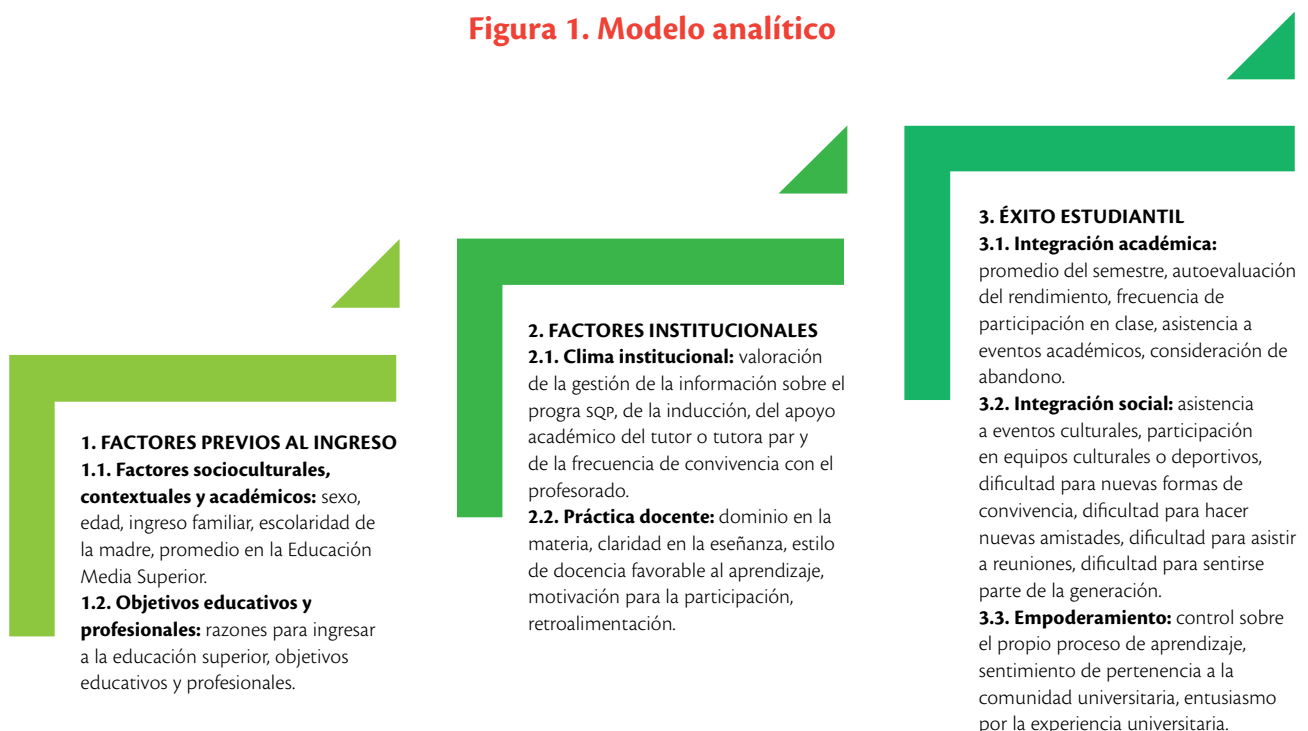 Figura 1. Modelo analítico
1. FACTORES PREVIOS AL INGRESO
1.1. Factores socioculturales,
contextuales y académicos: sexo,
edad, ingreso familiar, escolaridad de
la madre, promedio en la Educación
Media Superior.
1.2. Objetivos educativos y
profesionales: razones para ingresar
a la educación superior, objetivos
educativos y profesionales.
2. FACTORES INSTITUCIONALES
2.1. Clima institucional: valoración
de la gestión de la información sobre el
progra SQP, de la inducción, del apoyo
académico del tutor o tutora par y
de la frecuencia de convivencia con el
profesorado.
2.2. Práctica docente: dominio en la
materia, claridad en la eseñanza, estilo
de docencia favorable al aprendizaje,
motivación para la participación,
retroalimentación.
3. ÉXITO ESTUDIANTIL
3.1. Integración académica:
promedio del semestre, autoevaluación
del rendimiento, frecuencia de
participación en clase, asistencia a
eventos académicos, consideración de
abandono.
3.2. Integración social: asistencia
a eventos culturales, participación
en equipos culturales o deportivos,
dificultad para nuevas formas de
convivencia, dificultad para hacer
nuevas amistades, dificultad para asistir
a reuniones, dificultad para sentirse
parte de la generación.
3.3. Empoderamiento: control sobre
el propio proceso de aprendizaje,
sentimiento de pertenencia a la
comunidad universitaria, entusiasmo
por la experiencia universitaria.